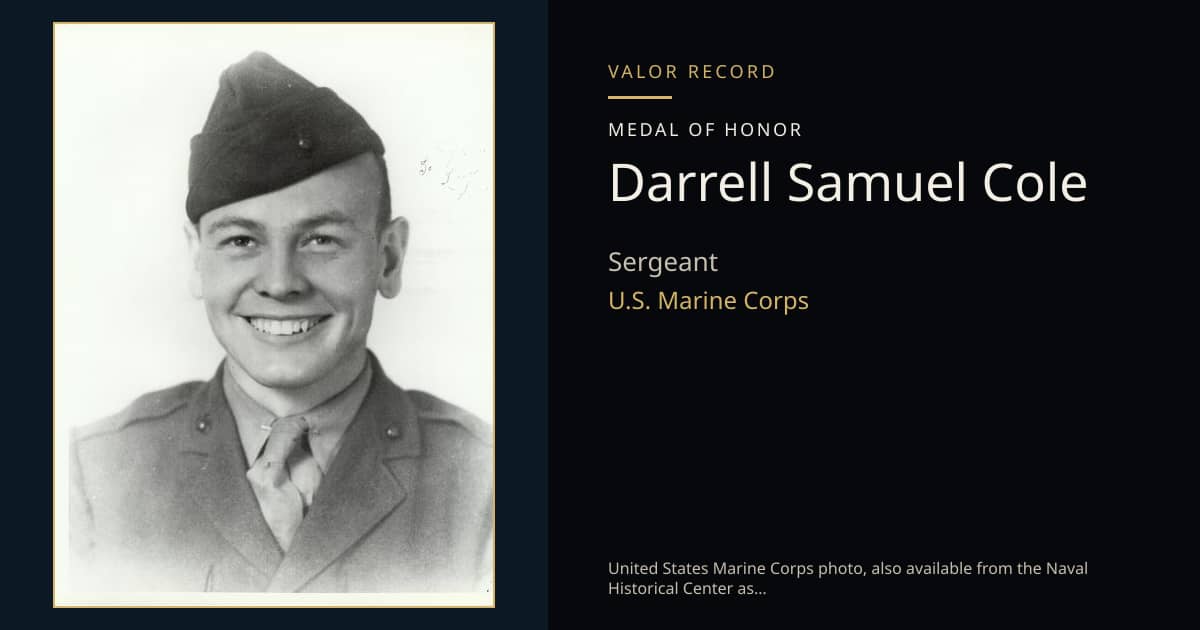 VALOR RECORD
MEDAL OF HONOR
Darrell Samuel Cole
Sergeant
U.S. Marine Corps
United States Marine Corps photo, also available from the Naval
Historical Center as...